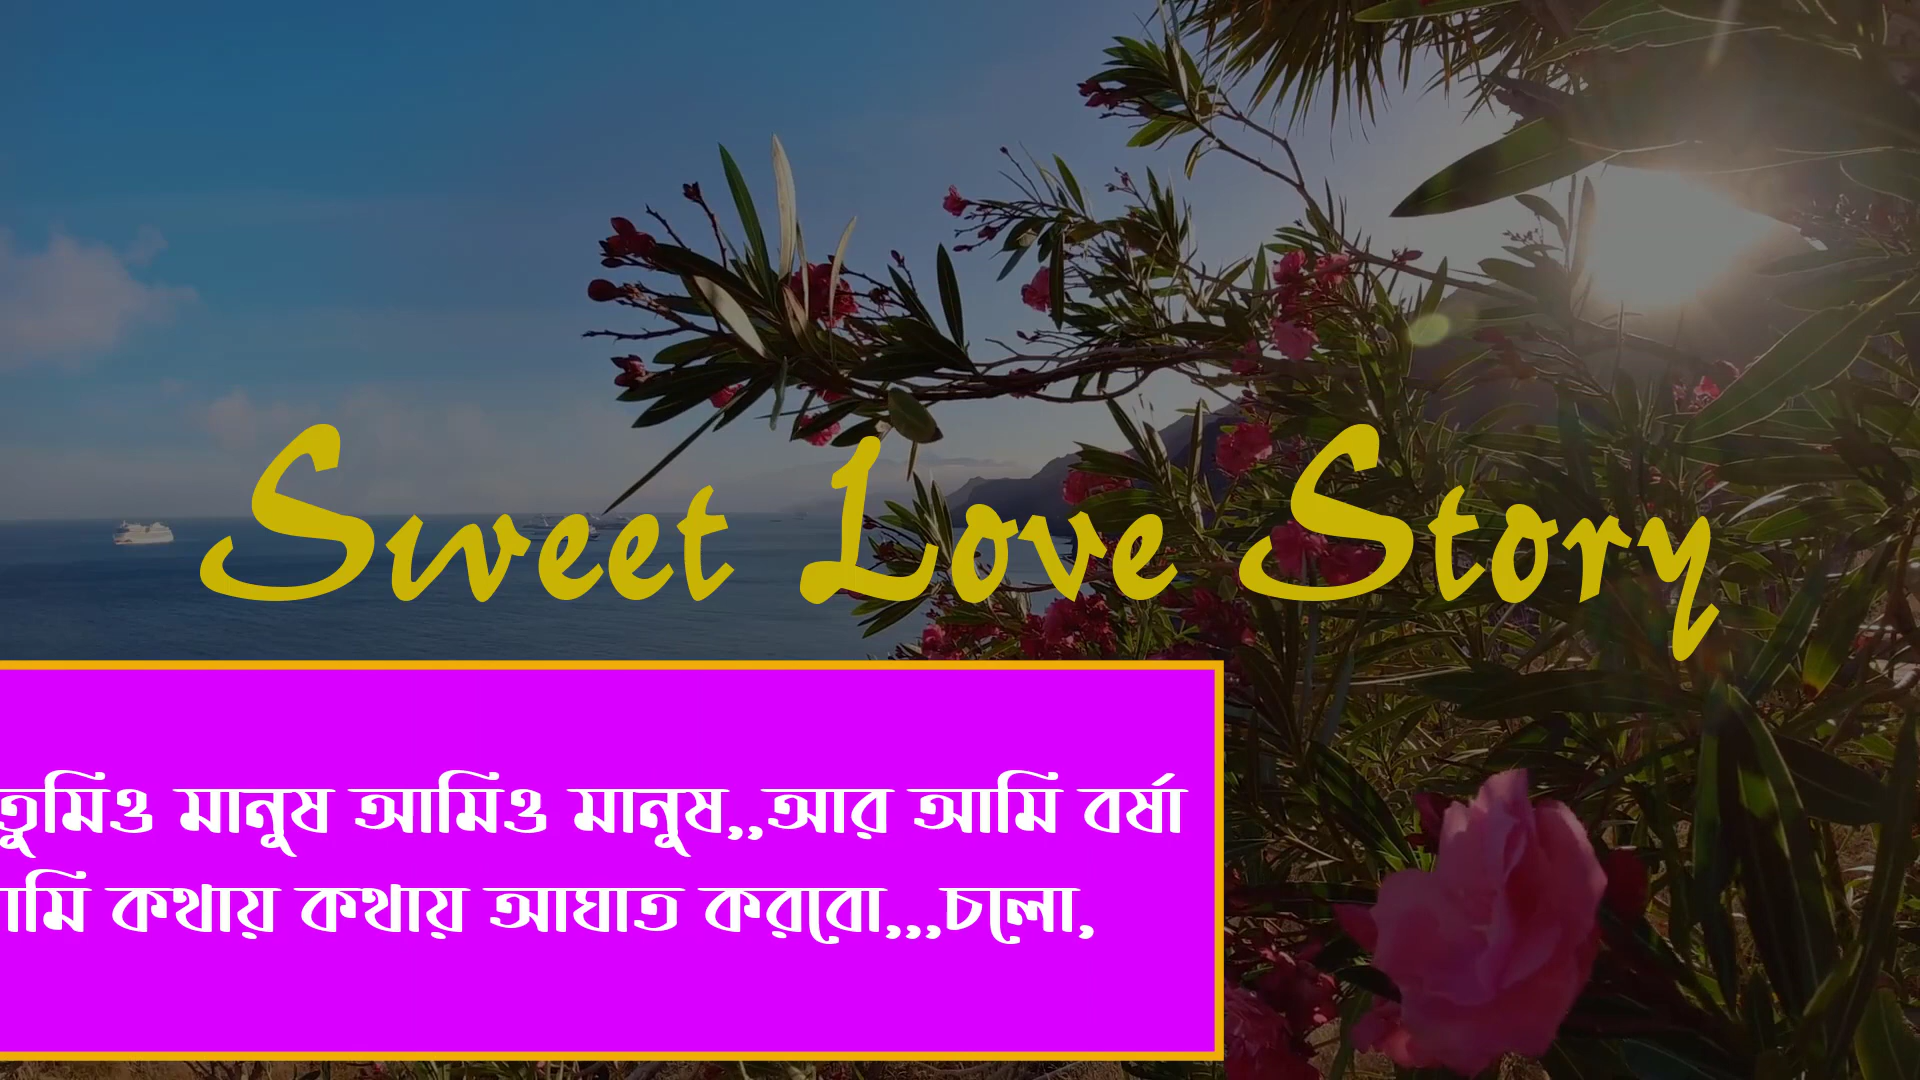 Sweet Love Story
তুমিও মানুষ আমিও মানুষ,,আর আমি বর্ষা
কথায় কথায় আঘাত করবো,,,চলো,